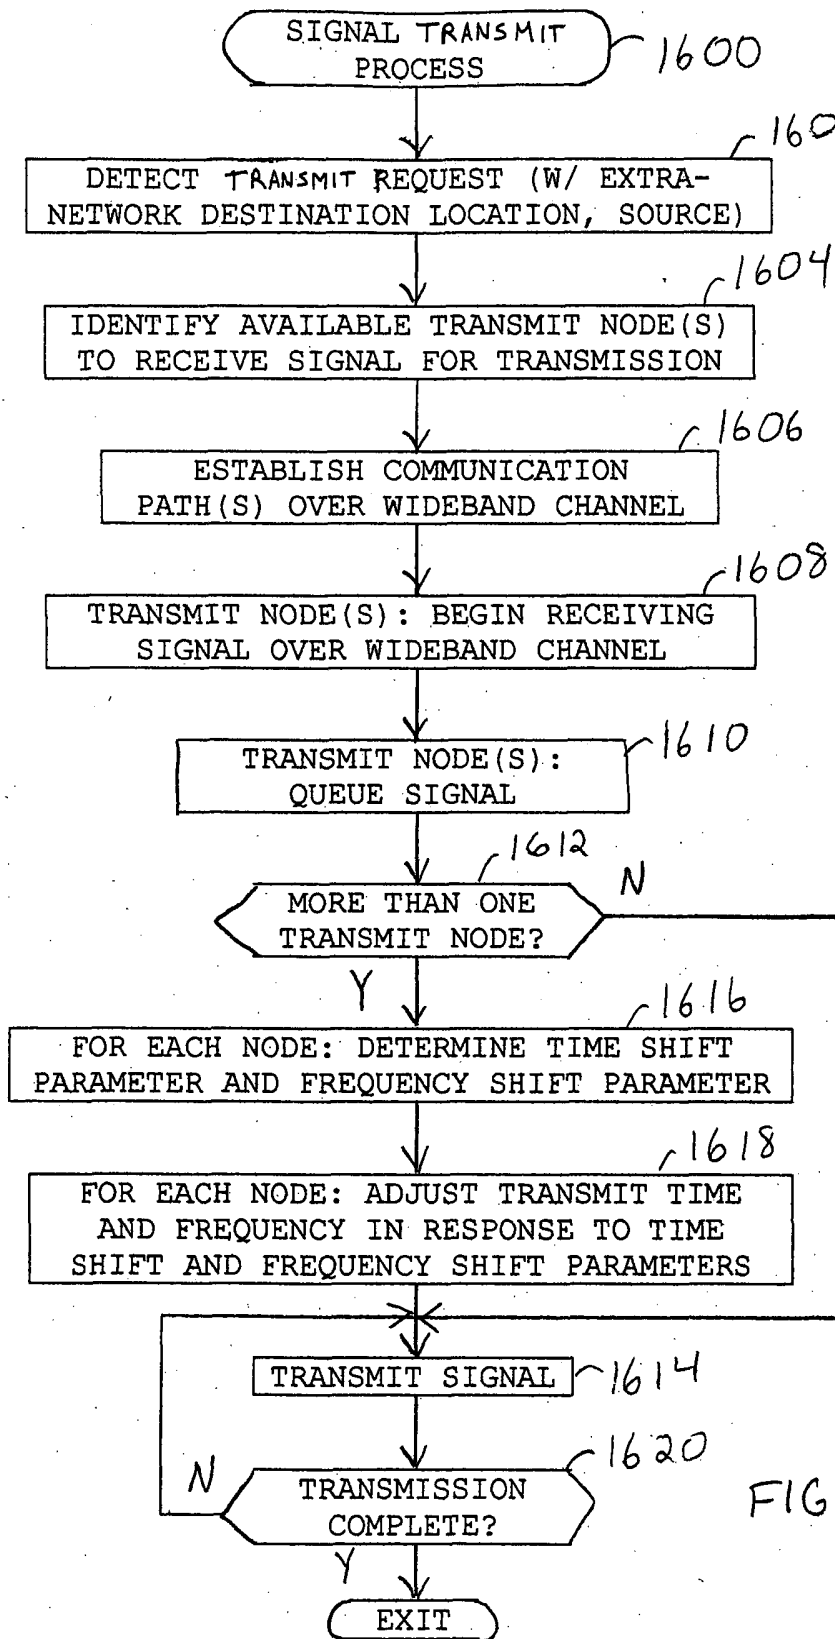 SIGNAL TRANSMIT
PROCESS
1600
160
DETECT TRANSMIT REQUEST (W/ EXTRA-
NETWORK DESTINATION LOCATION, SOURCE)
1604
IDENTIFY AVAILABLE TRANSMIT NODE(S)
TO RECEIVE SIGNAL FOR TRANSMISSION
1606
ESTABLISH COMMUNICATION
PATH(S) OVER WIDEBAND CHANNEL
1608
TRANSMIT NODE(S): BEGIN RECEIVING
SIGNAL OVER WIDEBAND CHANNEL
1610
TRANSMIT NODE(S):
QUEUE SIGNAL
1612
MORE THAN ONE
TRANSMIT NODE?
N
Y
1616
FOR EACH NODE: DETERMINE TIME SHIFT
PARAMETER AND FREQUENCY SHIFT PARAMETER
1618
FOR EACH NODE: ADJUST TRANSMIT TIME
AND FREQUENCY IN RESPONSE TO TIME
SHIFT AND FREQUENCY SHIFT PARAMETERS
TRANSMIT SIGNAL
1614
1620
N
TRANSMISSION
COMPLETE?
FIG
Y
EXIT